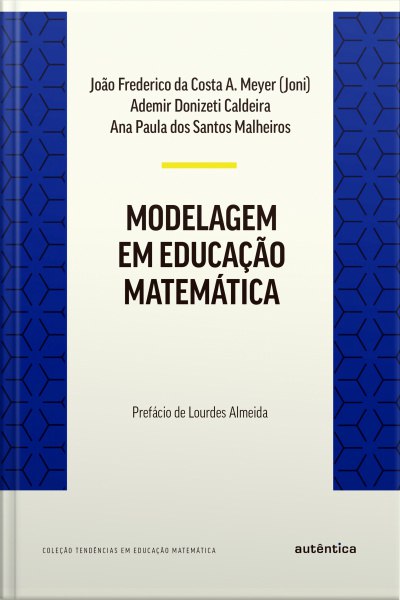 João Frederico da Costa A. Meyer (Joni)
Ademir Donizeti Caldeira
Ana Paula dos Santos Malheiros
MODELAGEM
EM EDUCAÇÃO
MATEMÁTICA
Prefácio de Lourdes Almeida
COLEÇÃO TENDÊNCIAS EM EDUCAÇÃO MATEMÁTICA
autêntica